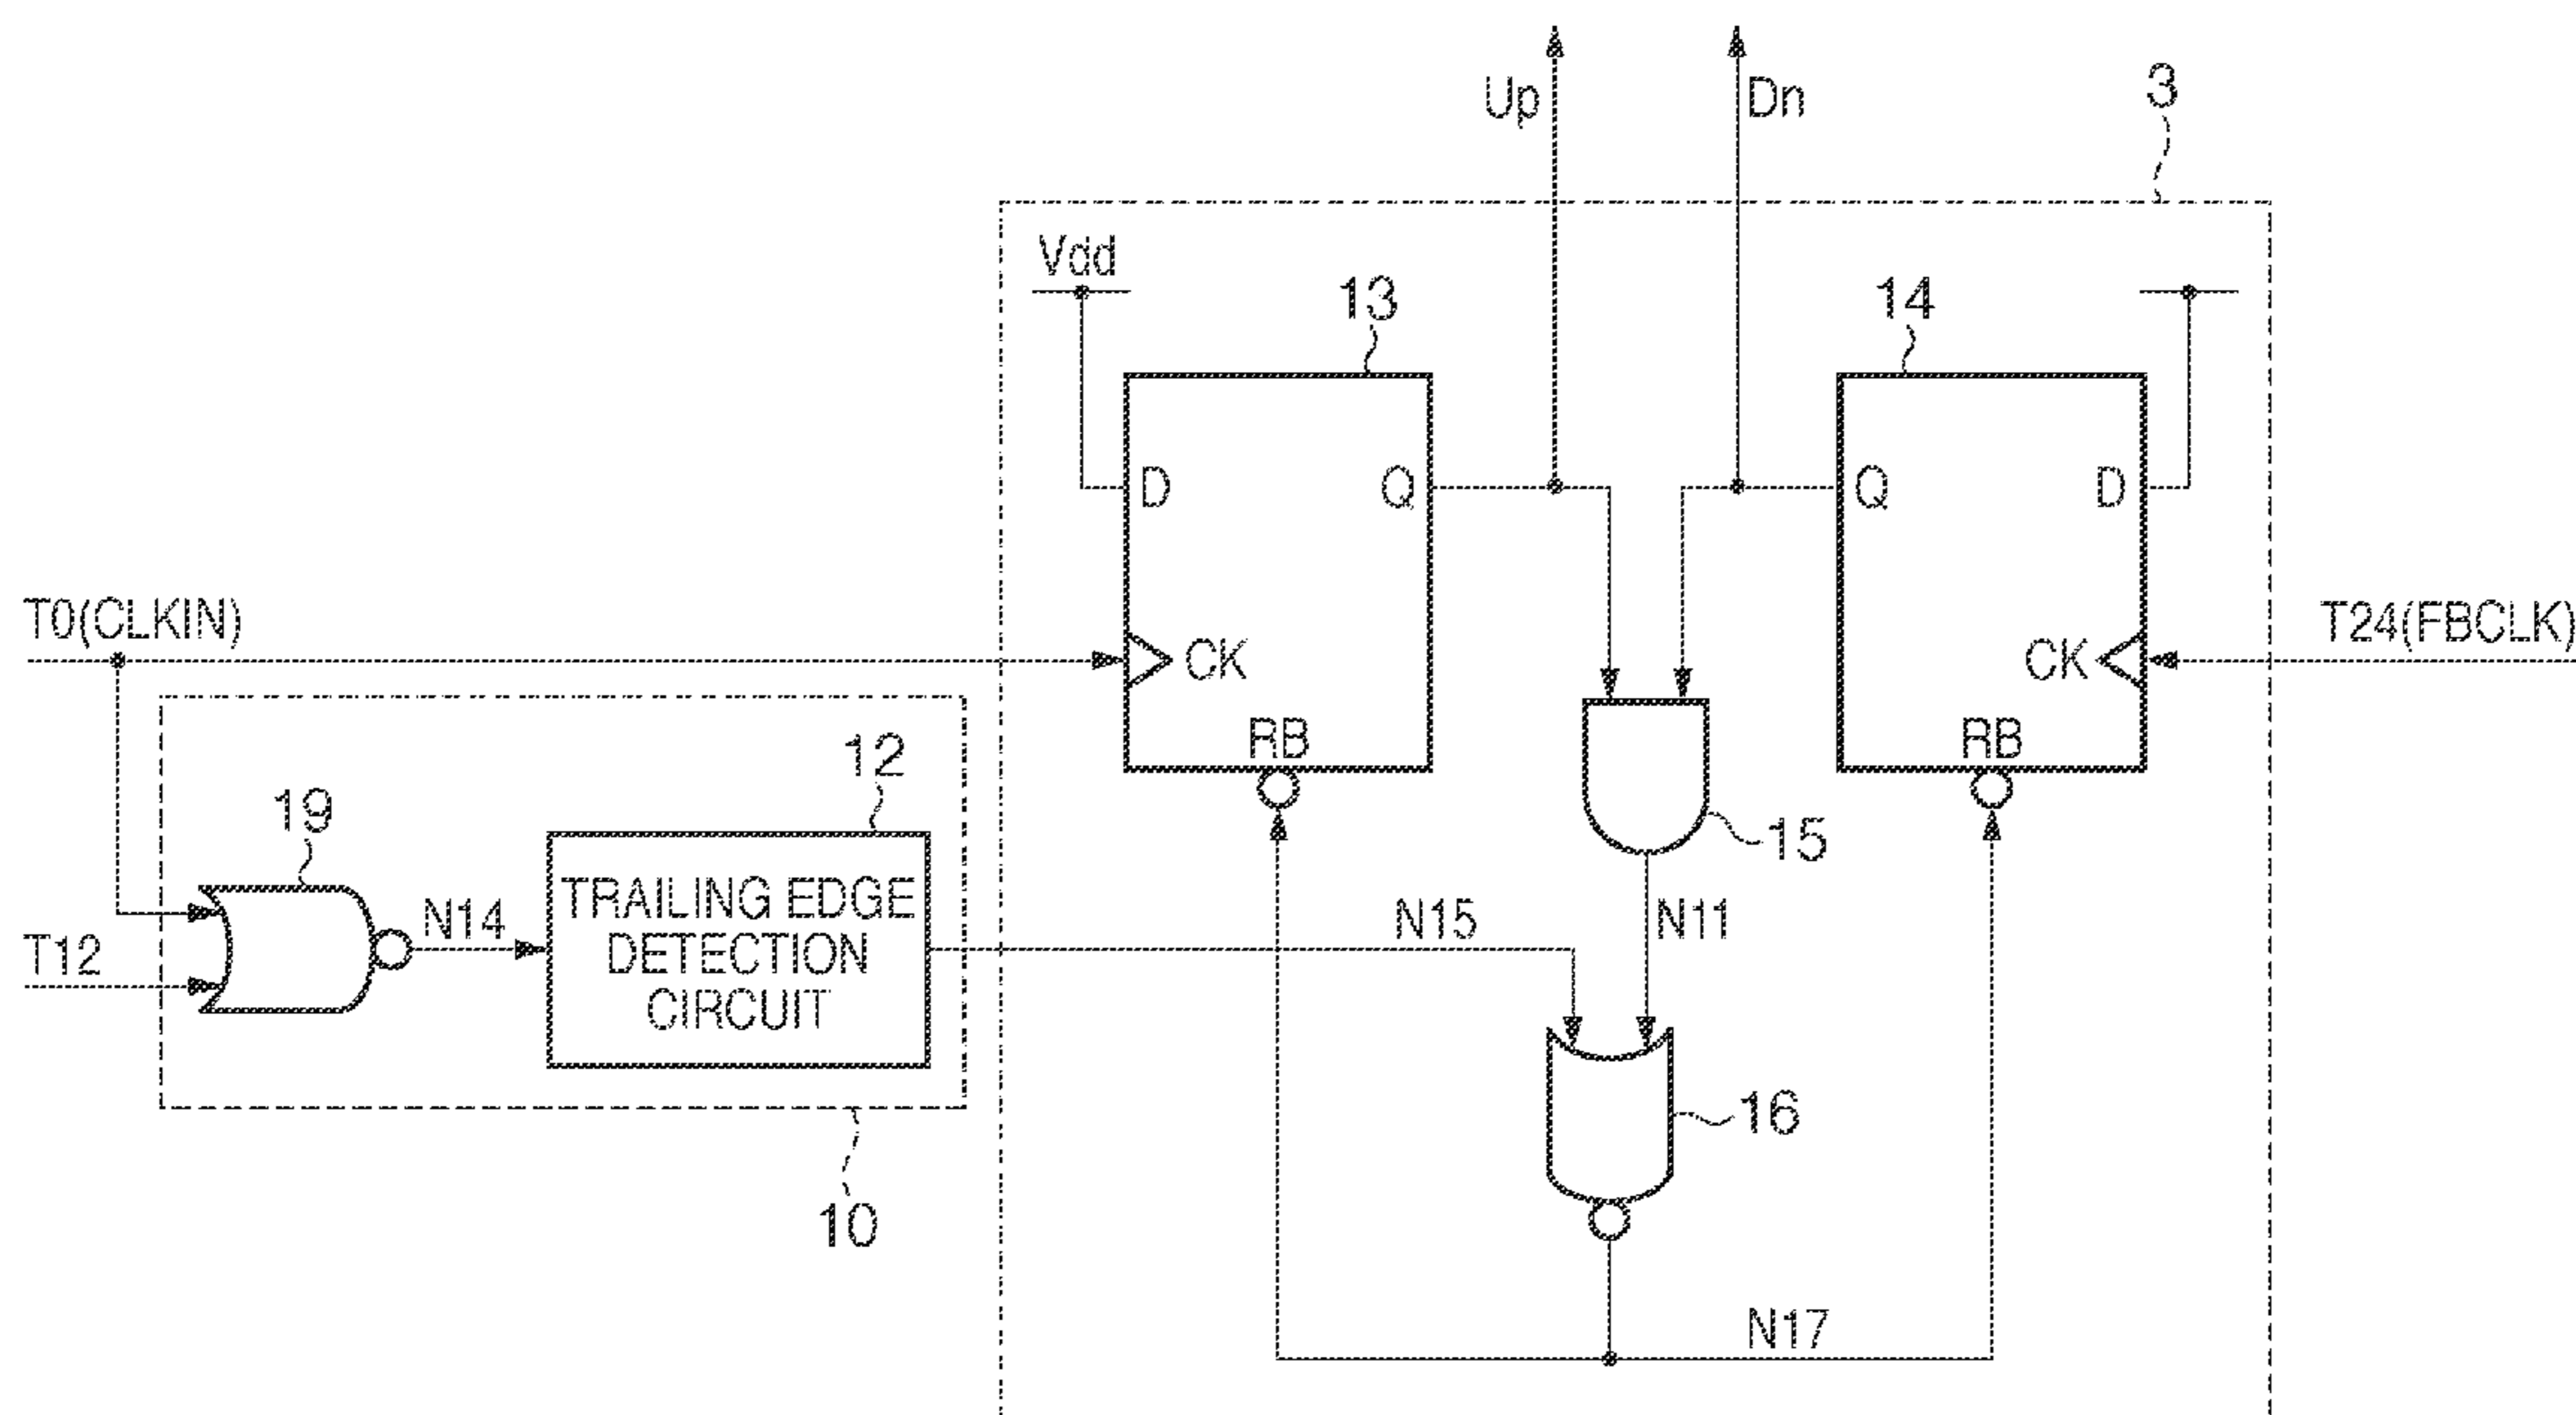 Up
Dn
3
Vdd
13
14
D
Q
Q
D
T0(CLKIN)
T24(FBCLK)
CK
CK
RB
RB
12
19
15
TRAILING EDGE
DETECTION
CIRCUIT
N14
N15
N11
T12
16
10
N17